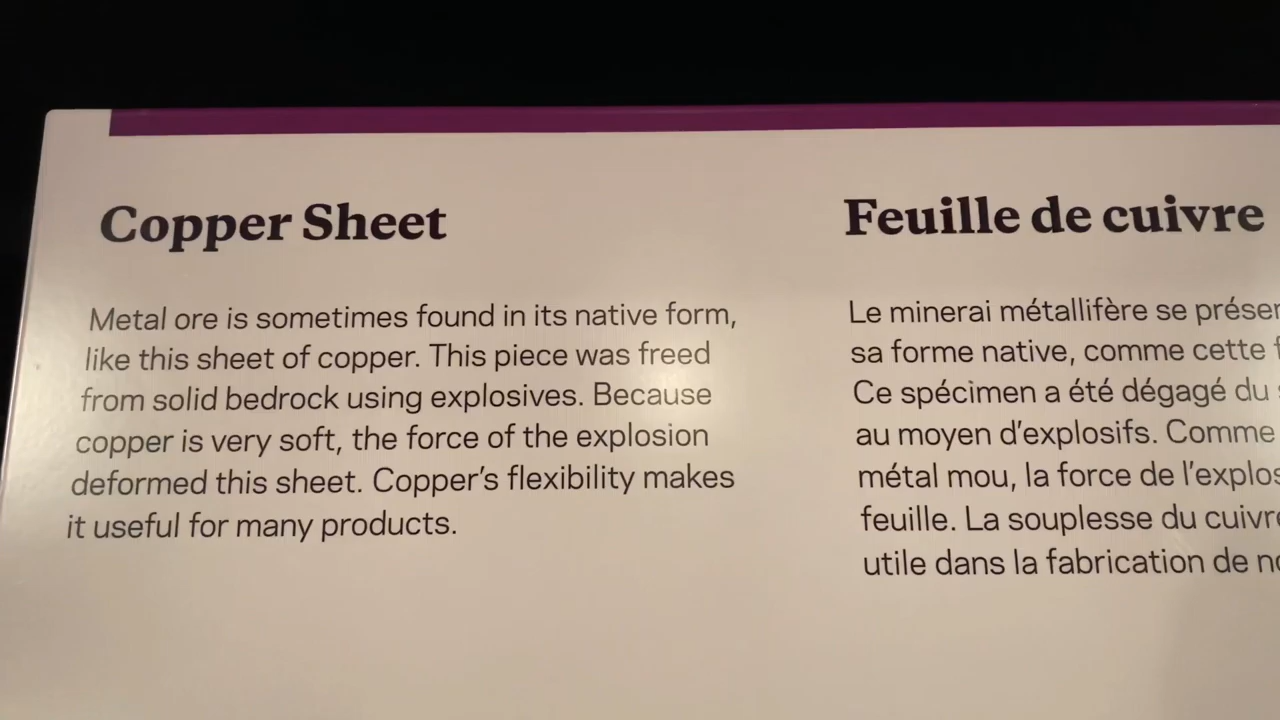 Copper Sheet
Metal ore is sometimes found in its native form,
like this sheet of copper. This piece was freed
from solid bedrock using explosives. Because
copper is very soft, the force of the explosion
deformed this sheet. Copper's flexibility makes
it useful for many products.
Feuille de cuivre
Le minerai métallifère se
sa forme native, comme cette
Ce spécimen a été dégagé du
au moyen d'explosifs. Comme
métal mou, la force de
feuille. La souplesse du
utile dans la fabrication de